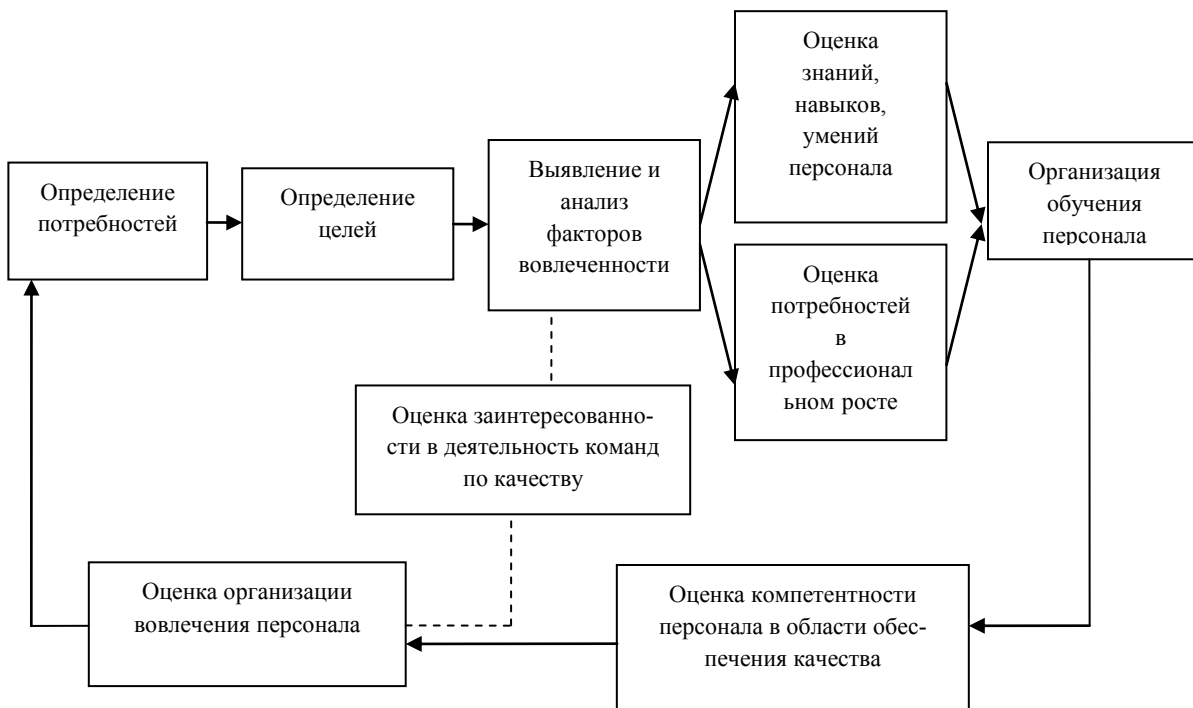 Определение
потребностей
Определение
целей
Выявление и
анализ
факторов
вовлеченности
Оценка
знаний,
навыков,
умений
персонала
Оценка
потребностей
в
профессионал
ьном росте
Организация
обучения
персонала
Оценка заинтересованно-
сти в деятельность команд
по качеству
Оценка организации
вовлечения персонала
Оценка компетентности
персонала в области обес-
печения качества